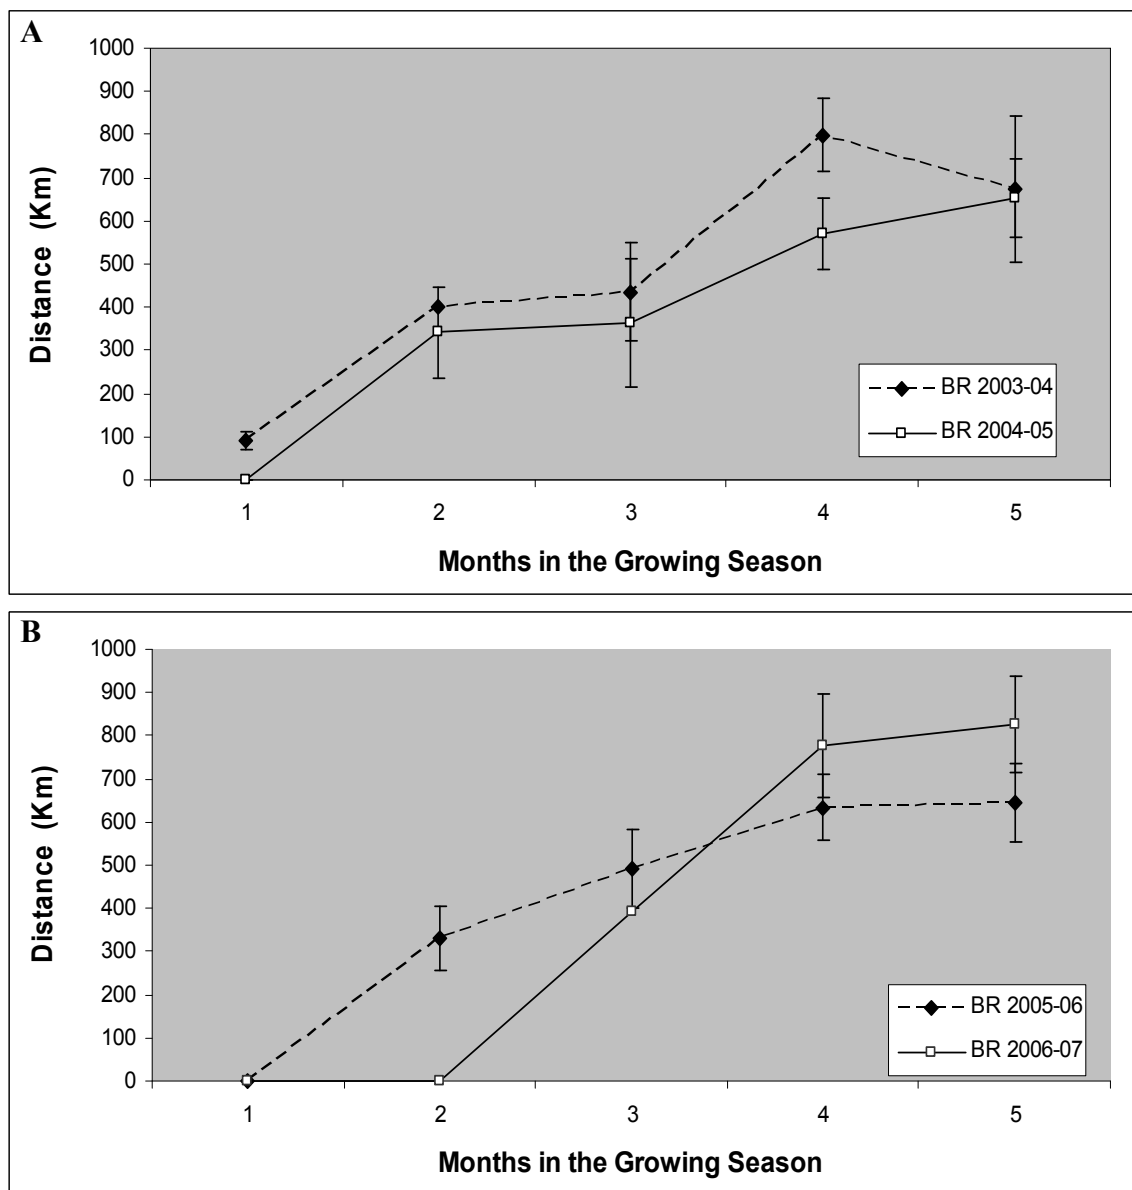 A
1000
900
800
700
600
500
400
300
200
100
0
Distance (Km)
BR 2003-04
BR 2004-05
1 2 3 4 5
Months in the Growing Season
B
1000
900
800
700
600
500
400
300
200
100
0
Distance (Km)
BR 2005-06
BR 2006-07
1 2 3 4 5
Months in the Growing Season